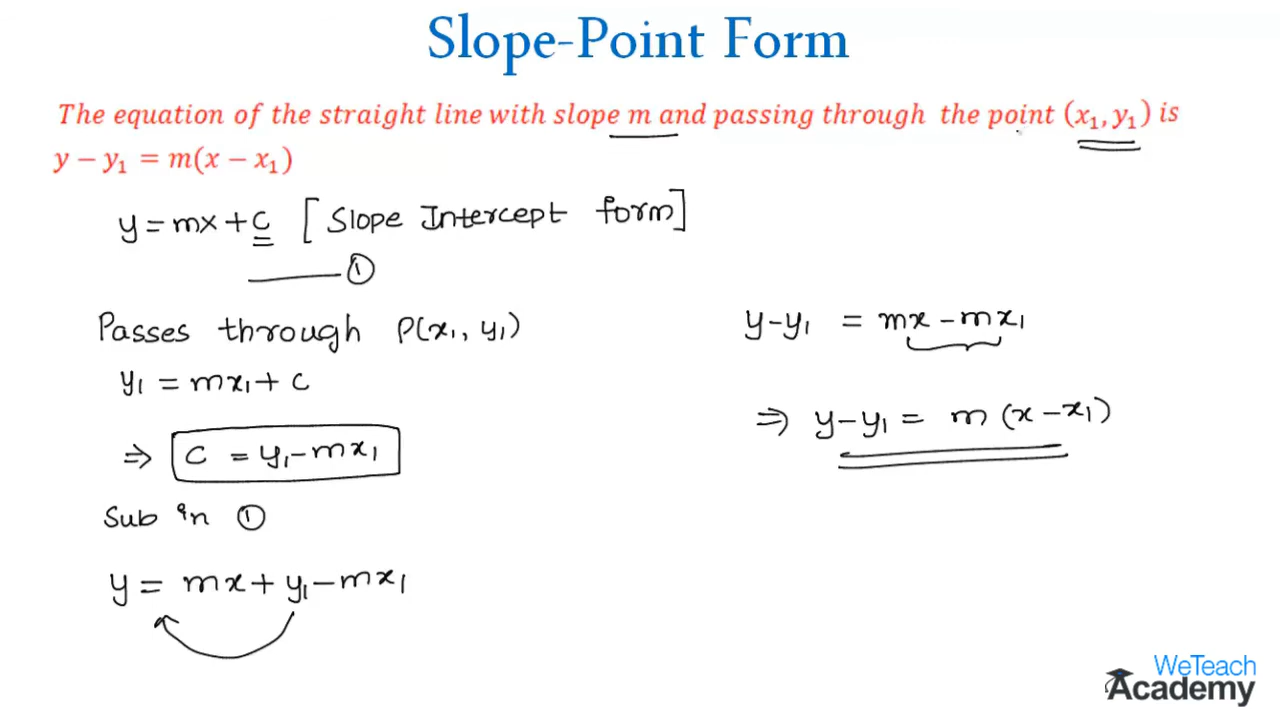 Slope-Point Form
The equation of the straight line with slope m and passing through the point (x₁, y₁) is
y − y₁ = m(x − x₁)
y = mx + c [Slope Intercept form]
①
Passes through P(x₁, y₁)
y₁ = mx₁ + c
⇒ c = y₁ − mx₁
Sub in ①
y = mx + y₁ − mx₁
y − y₁ = mx − mx₁
⇒ y − y₁ = m (x − x₁)
WeTeach
Academy